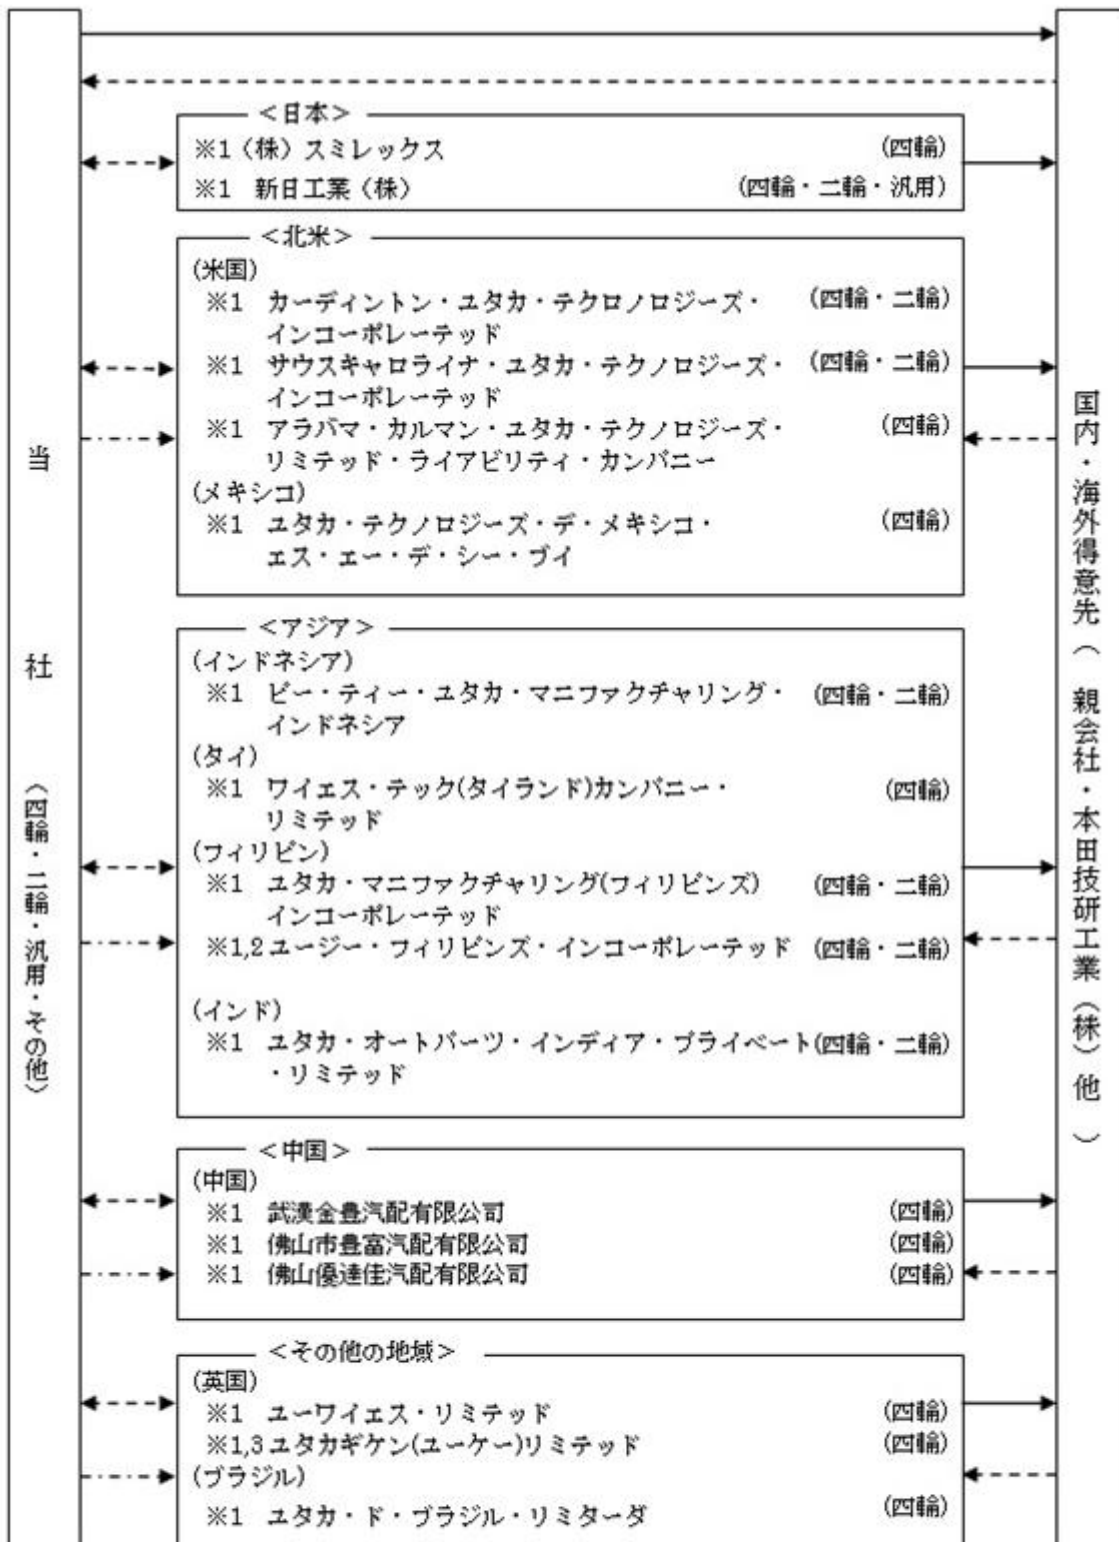 当社
(四輪・二輪・汎用・その他)
<日本>
※1(株)スミレックス (四輪)
※1 新日工業(株) (四輪・二輪・汎用)
<北米>
(米国)
※1 カーディントン・ユタカ・テクロノロジーズ・ (四輪・二輪)
インコーポレーテッド
※1 サウスキャロライナ・ユタカ・テクノロジーズ・ (四輪・二輪)
インコーポレーテッド
※1 アラバマ・カルマン・ユタカ・テクノロジーズ・ (四輪)
リミテッド・ライアビリティ・カンパニー
(メキシコ)
※1 ユタカ・テクノロジーズ・デ・メキシコ・ (四輪)
エス・エー・デ・シー・ブイ
<アジア>
(インドネシア)
※1 ピー・ティー・ユタカ・マニファクチャリング・ (四輪・二輪)
インドネシア
(タイ)
※1 ワイエス・テック(タイランド)カンパニー・ (四輪)
リミテッド
(フィリピン)
※1 ユタカ・マニファクチャリング(フィリピンズ) (四輪・二輪)
インコーポレーテッド
※1,2 ユージー・フィリピンズ・インコーポレーテッド (四輪・二輪)
(インド)
※1 ユタカ・オートパーツ・インディア・プライベート (四輪・二輪)
・リミテッド
<中国>
(中国)
※1 武漢金豊汽配有限公司 (四輪)
※1 佛山市豊富汽配有限公司 (四輪)
※1 佛山優達佳汽配有限公司 (四輪)
<その他の地域>
(英国)
※1 ユーワイエス・リミテッド (四輪)
※1,3 ユタカギケン(ユーケー)リミテッド (四輪)
(ブラジル)
※1 ユタカ・ド・ブラジル・リミターダ (四輪)
国内・海外得意先(親会社・本田技研工業(株)他)